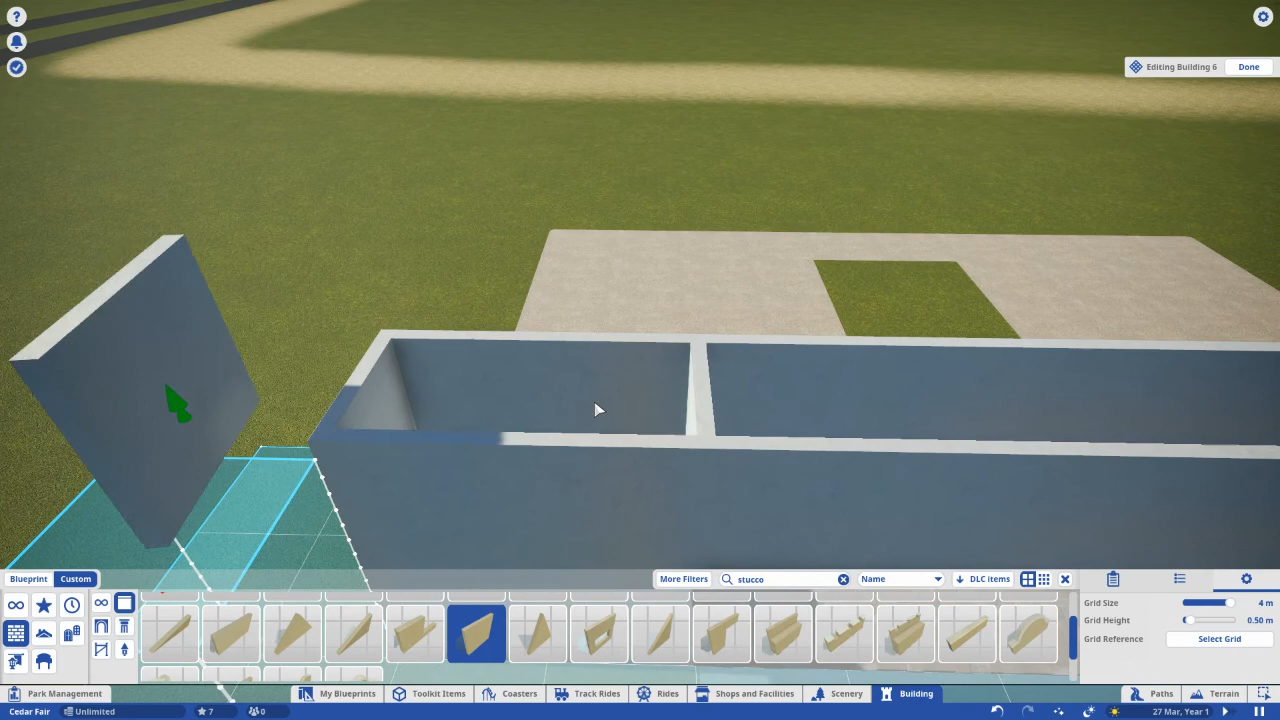 ?
Editing Building 6 Done
Blueprint Custom More Filters stucco Name DLC items
Grid Size 4 m
Grid Height 0.50 m
Grid Reference Select Grid
Park Management My Blueprints Toolkit Items Coasters Track Rides Rides Shops and Facilities Scenery Building Paths Terrain
Cedar Fair Unlimited 7 0 27 Mar, Year 1